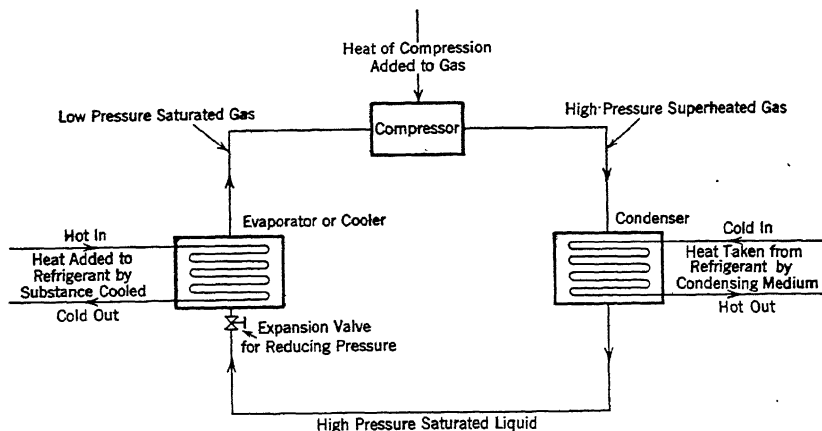 Heat of Compression
Added to Gas
Low Pressure Saturated Gas
Compressor
High-Pressure Superheated Gas
Evaporator or Cooler
Condenser
Hot In
Heat Added to
Refrigerant by
Substance Cooled
Cold Out
Cold In
Heat Taken from
Refrigerant by
Condensing Medium
Hot Out
Expansion Valve
for Reducing Pressure
High Pressure Saturated Liquid